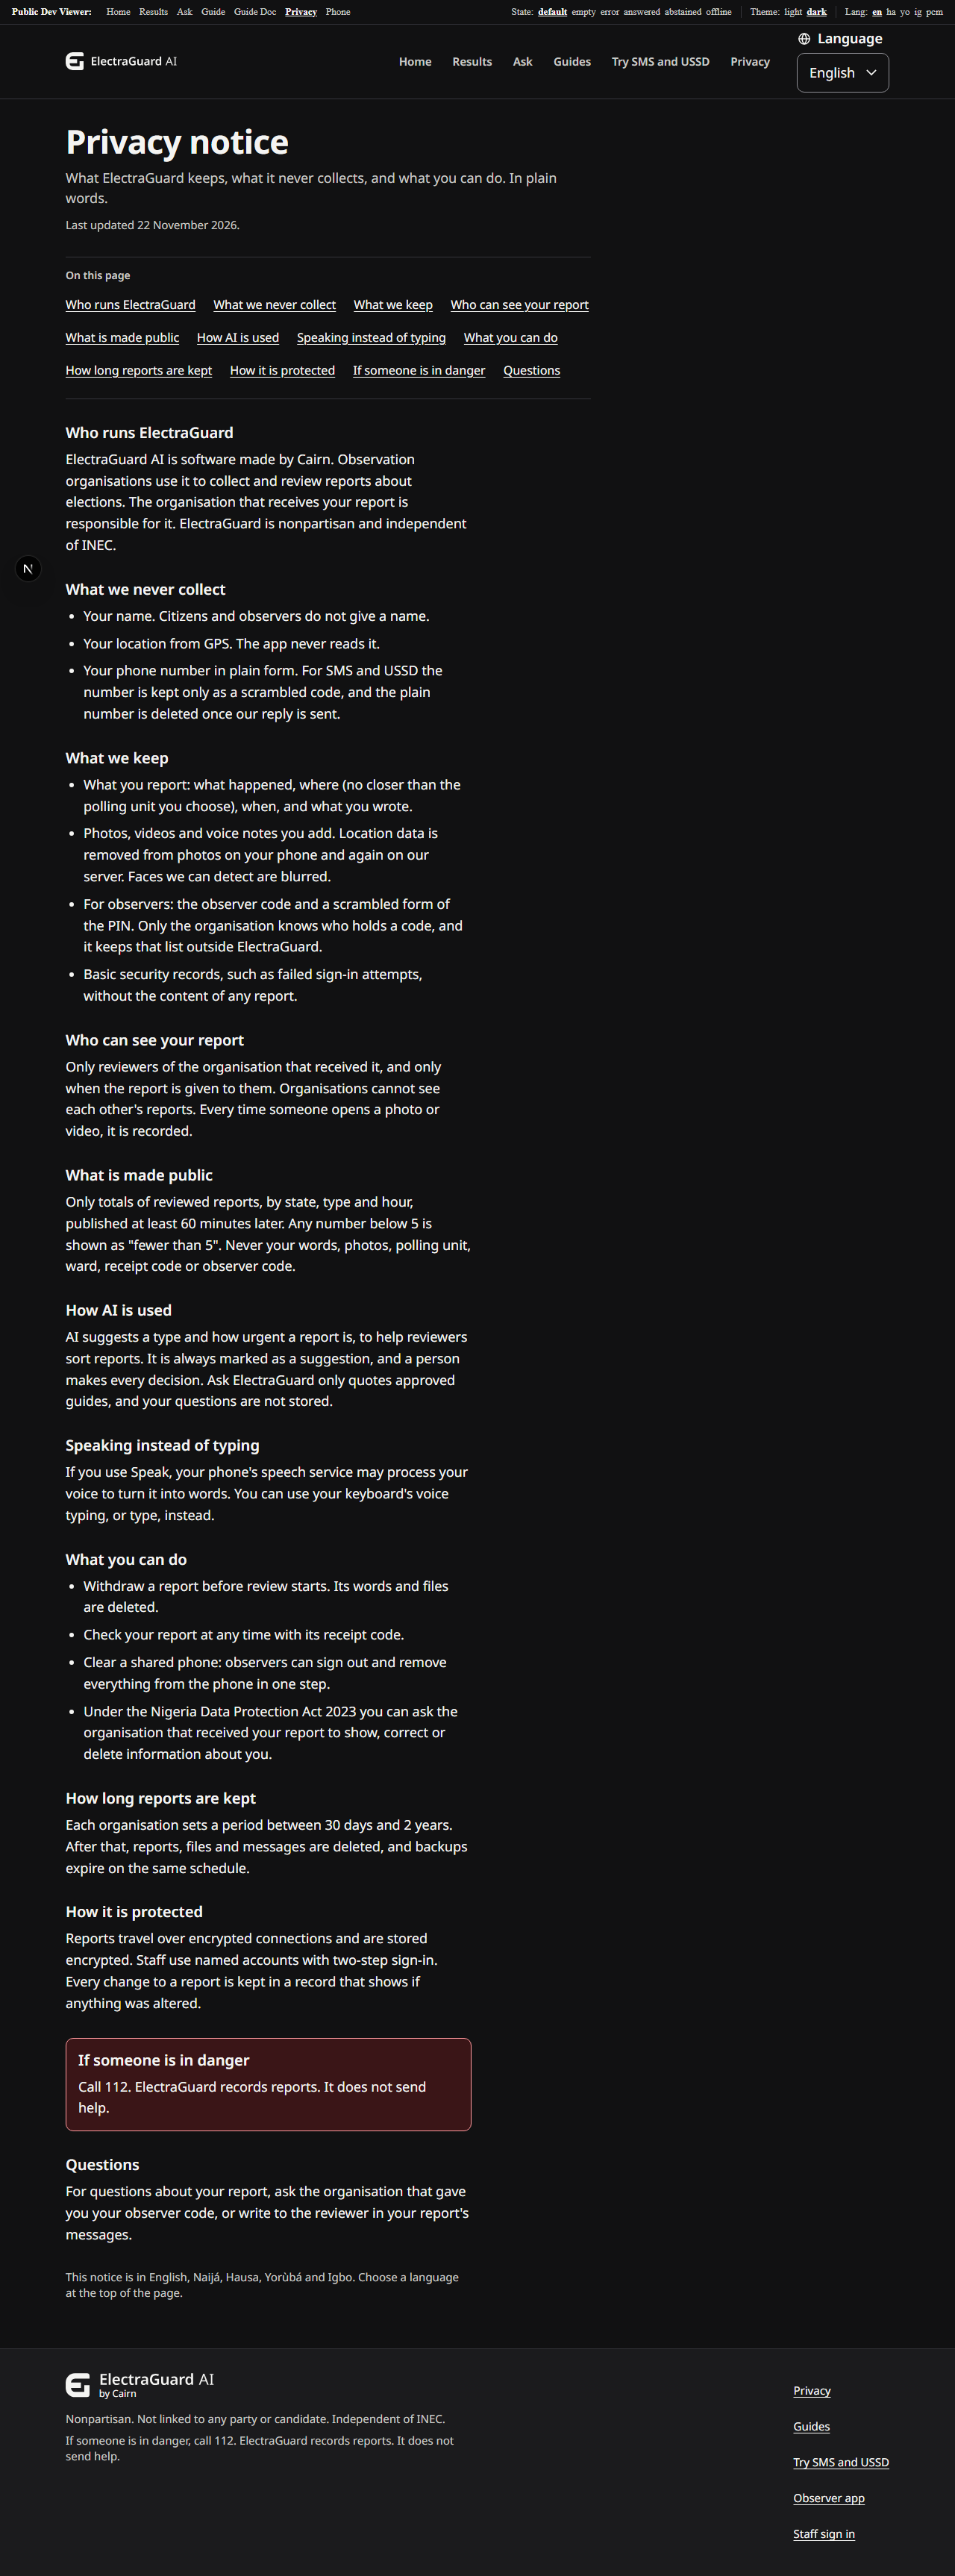 Public Dev Viewer: Home Results Ask Guide Guide Doc Privacy Phone State: default empty error answered abstained offline Theme: light dark Lang: en ha yo ig pcm
ElectraGuard AI Home Results Ask Guides Try SMS and USSD Privacy
Language
English
Privacy notice
What ElectraGuard keeps, what it never collects, and what you can do. In plain
words.
Last updated 22 November 2026.
On this page
Who runs ElectraGuard What we never collect What we keep Who can see your report
What is made public How AI is used Speaking instead of typing What you can do
How long reports are kept How it is protected If someone is in danger Questions
Who runs ElectraGuard
ElectraGuard AI is software made by Cairn. Observation
organisations use it to collect and review reports about
elections. The organisation that receives your report is
responsible for it. ElectraGuard is nonpartisan and independent
of INEC.
N
What we never collect
• Your name. Citizens and observers do not give a name.
• Your location from GPS. The app never reads it.
• Your phone number in plain form. For SMS and USSD the
number is kept only as a scrambled code, and the plain
number is deleted once our reply is sent.
What we keep
• What you report: what happened, where (no closer than the
polling unit you choose), when, and what you wrote.
• Photos, videos and voice notes you add. Location data is
removed from photos on your phone and again on our
server. Faces we can detect are blurred.
• For observers: the observer code and a scrambled form of
the PIN. Only the organisation knows who holds a code, and
it keeps that list outside ElectraGuard.
• Basic security records, such as failed sign-in attempts,
without the content of any report.
Who can see your report
Only reviewers of the organisation that received it, and only
when the report is given to them. Organisations cannot see
each other's reports. Every time someone opens a photo or
video, it is recorded.
What is made public
Only totals of reviewed reports, by state, type and hour,
published at least 60 minutes later. Any number below 5 is
shown as "fewer than 5". Never your words, photos, polling unit,
ward, receipt code or observer code.
How AI is used
AI suggests a type and how urgent a report is, to help reviewers
sort reports. It is always marked as a suggestion, and a person
makes every decision. Ask ElectraGuard only quotes approved
guides, and your questions are not stored.
Speaking instead of typing
If you use Speak, your phone's speech service may process your
voice to turn it into words. You can use your keyboard's voice
typing, or type, instead.
What you can do
• Withdraw a report before review starts. Its words and files
are deleted.
• Check your report at any time with its receipt code.
• Clear a shared phone: observers can sign out and remove
everything from the phone in one step.
• Under the Nigeria Data Protection Act 2023 you can ask the
organisation that received your report to show, correct or
delete information about you.
How long reports are kept
Each organisation sets a period between 30 days and 2 years.
After that, reports, files and messages are deleted, and backups
expire on the same schedule.
How it is protected
Reports travel over encrypted connections and are stored
encrypted. Staff use named accounts with two-step sign-in.
Every change to a report is kept in a record that shows if
anything was altered.
If someone is in danger
Call 112. ElectraGuard records reports. It does not send
help.
Questions
For questions about your report, ask the organisation that gave
you your observer code, or write to the reviewer in your report's
messages.
This notice is in English, Naijá, Hausa, Yorùbá and Igbo. Choose a language
at the top of the page.
ElectraGuard AI
by Cairn
Nonpartisan. Not linked to any party or candidate. Independent of INEC.
If someone is in danger, call 112. ElectraGuard records reports. It does not
send help.
Privacy
Guides
Try SMS and USSD
Observer app
Staff sign in